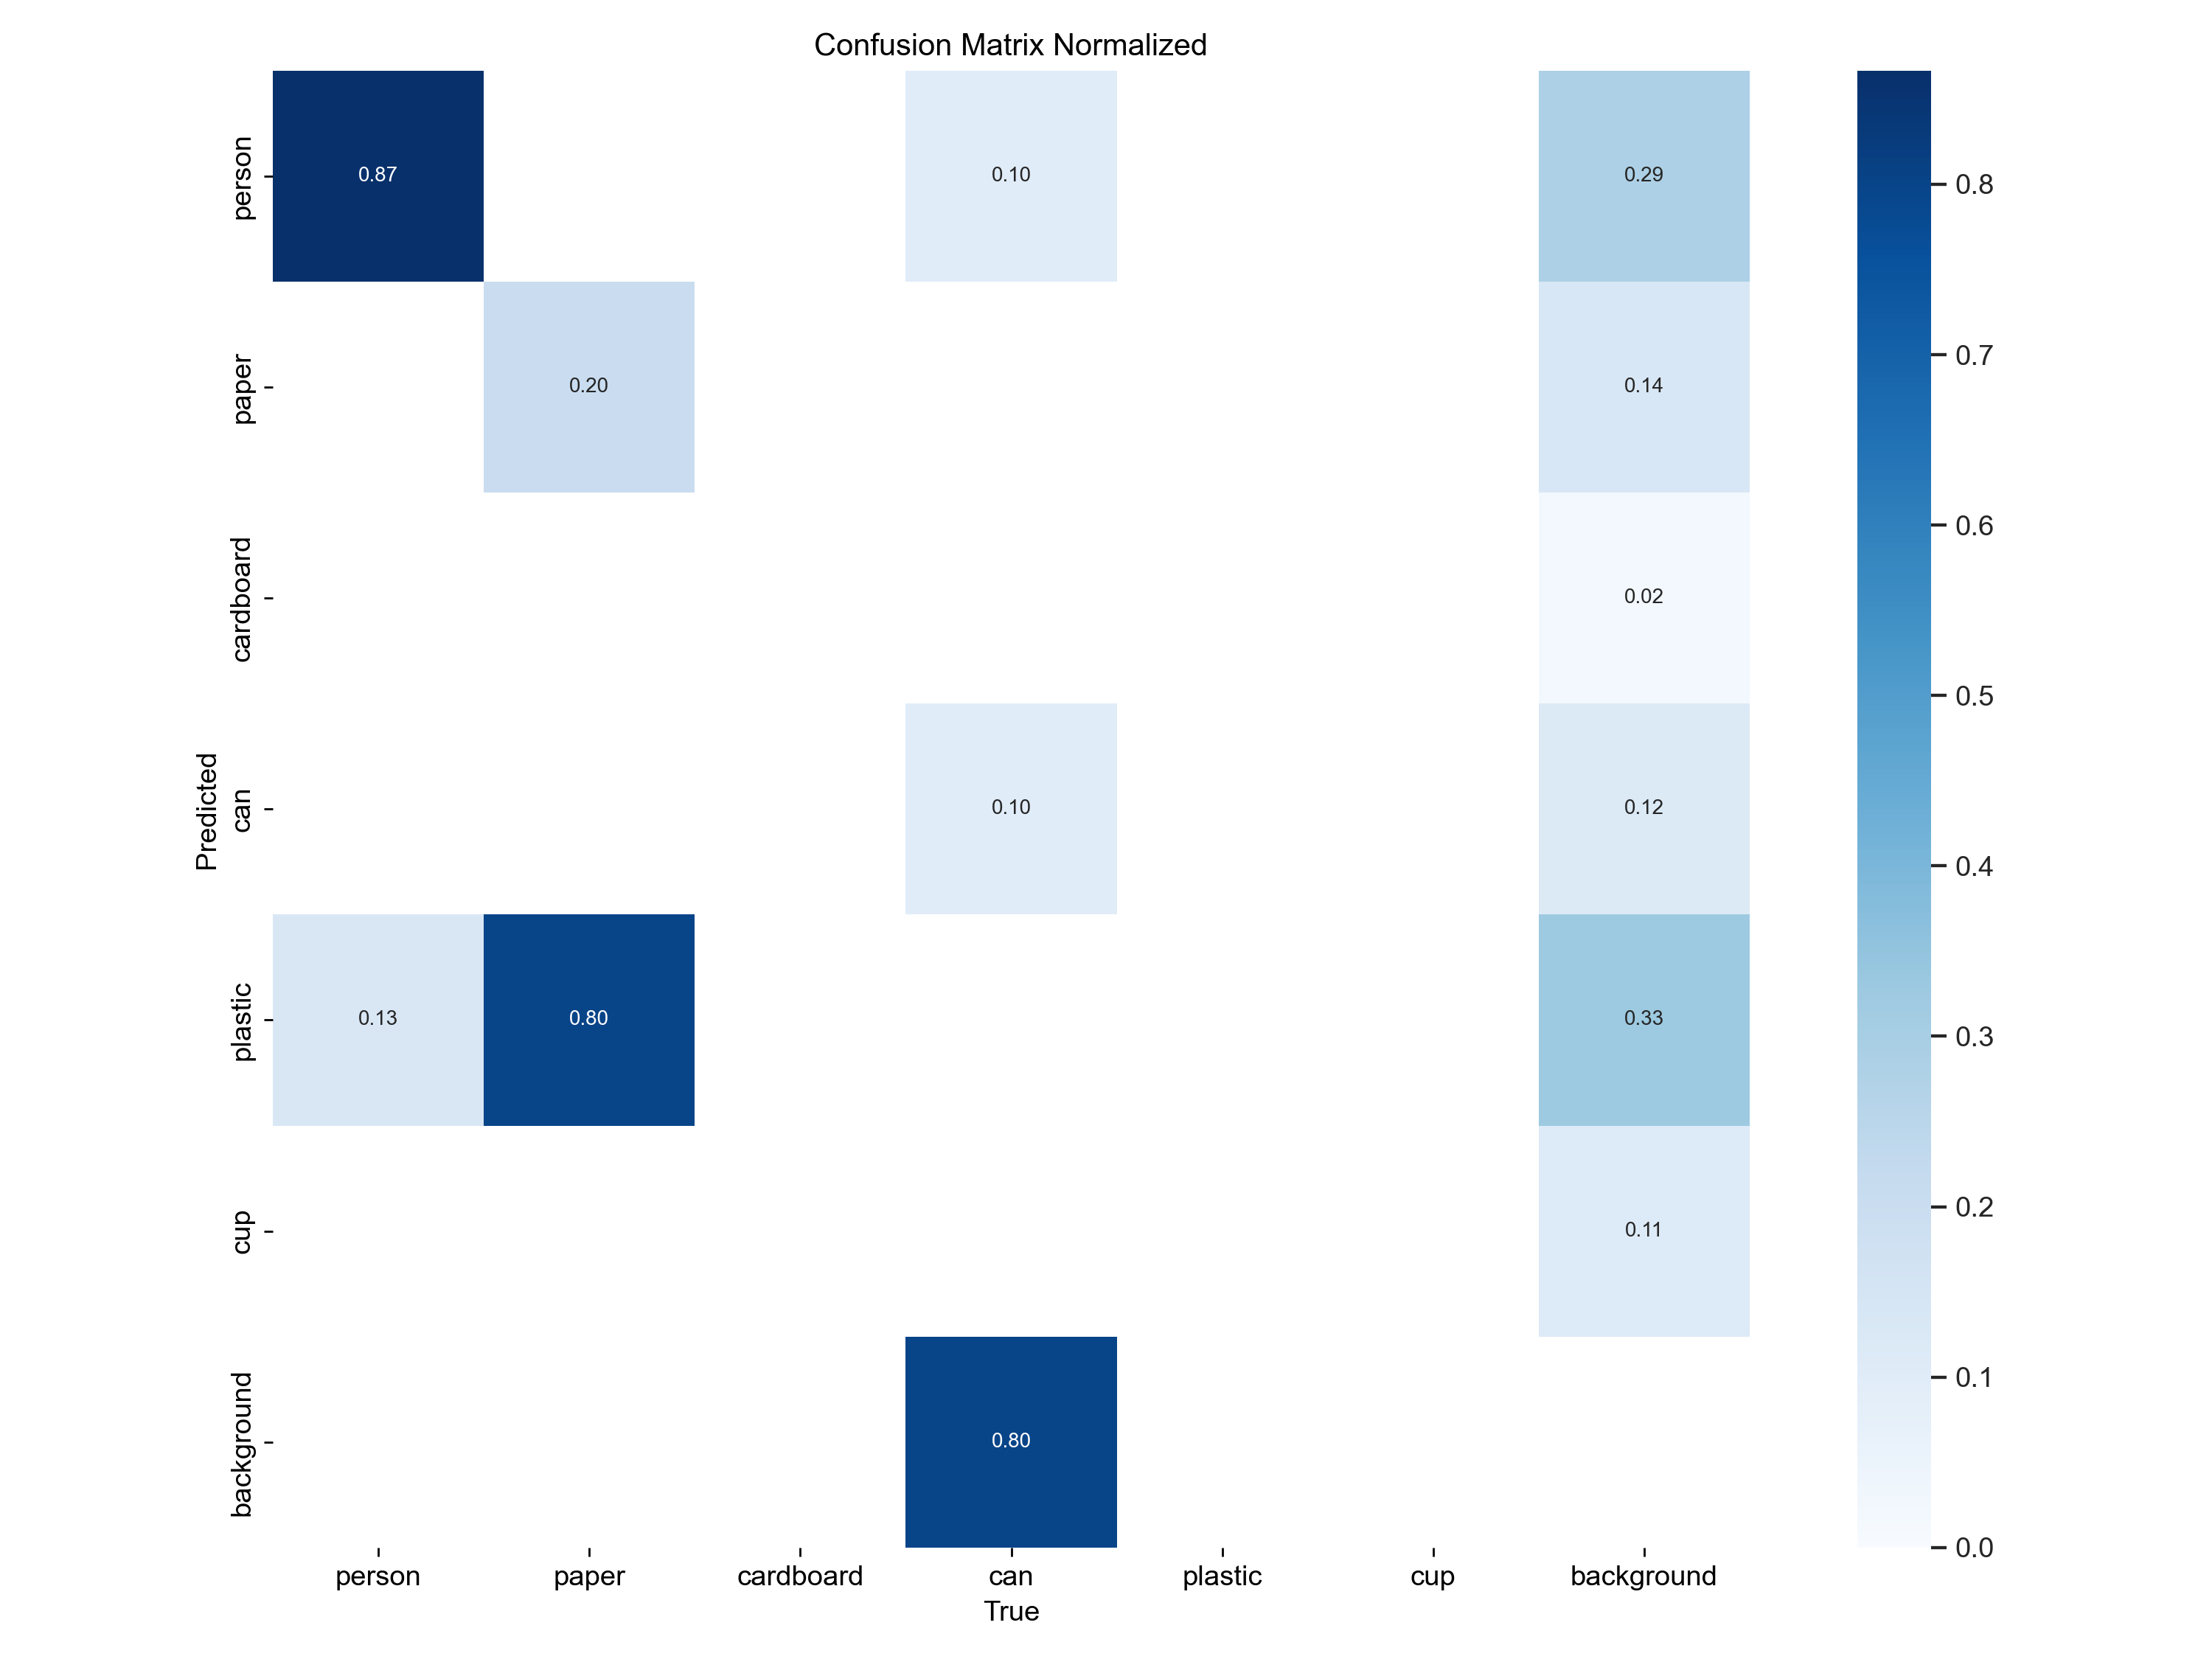 Confusion Matrix Normalized
person
0.87
0.10
0.29
paper
0.20
0.14
cardboard
0.02
Predicted
can
0.10
0.12
plastic
0.13
0.80
0.33
cup
0.11
background
0.80
person
paper
cardboard
can
plastic
cup
background
True
0.8
0.7
0.6
0.5
0.4
0.3
0.2
0.1
0.0